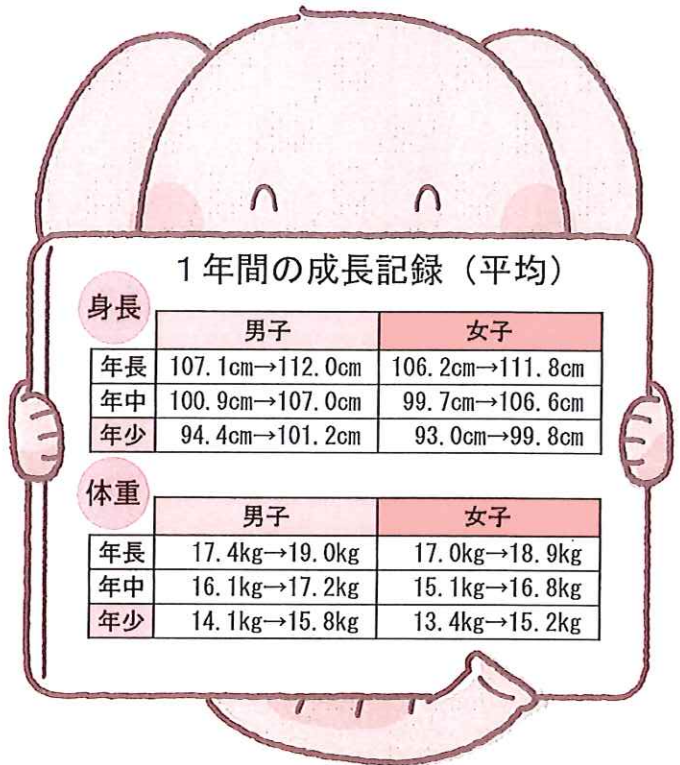 1年間の成長記録（平均）
身長
男子 女子
年長 107.1cm→112.0cm 106.2cm→111.8cm
年中 100.9cm→107.0cm 99.7cm→106.6cm
年少 94.4cm→101.2cm 93.0cm→99.8cm
体重
男子 女子
年長 17.4kg→19.0kg 17.0kg→18.9kg
年中 16.1kg→17.2kg 15.1kg→16.8kg
年少 14.1kg→15.8kg 13.4kg→15.2kg